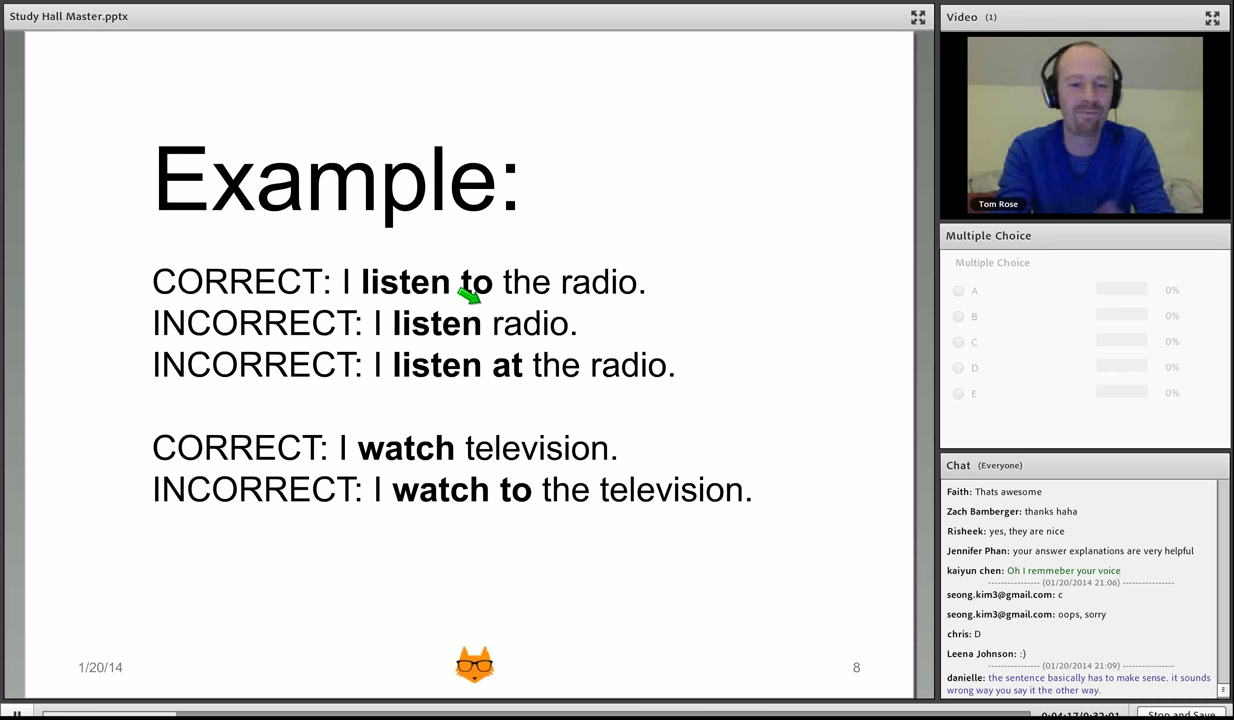 Study Hall Master.pptx
Example:
CORRECT: I listen to the radio.
INCORRECT: I listen radio.
INCORRECT: I listen at the radio.
CORRECT: I watch television.
INCORRECT: I watch to the television.
1/20/14
8
Video (1)
Tom Rose
Multiple Choice
Multiple Choice
A 0%
B 0%
C 0%
D 0%
E 0%
Chat (Everyone)
Faith: Thats awesome
Zach Bamberger: thanks haha
Risheek: yes, they are nice
Jennifer Phan: your answer explanations are very helpful
kaiyun chen: Oh I remmeber your voice
---------------- (01/20/2014 21:06) ----------------
seong.kim3@gmail.com: c
seong.kim3@gmail.com: oops, sorry
chris: D
Leena Johnson: :)
---------------- (01/20/2014 21:09) ----------------
danielle: the sentence basically has to make sense. it sounds
wrong way you say it the other way.
0:04:17/0:32:01
Stop and Save